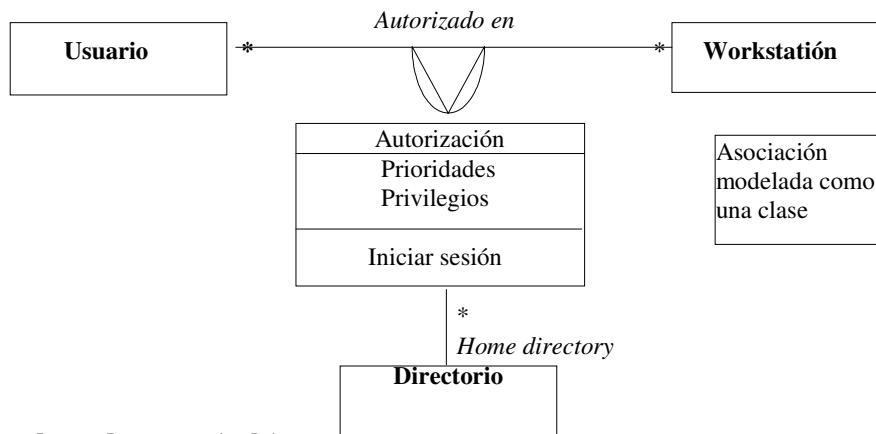 Autorizado en
Usuario * * Workstatión
Autorización
Prioridades
Privilegios
Iniciar sesión
Asociación
modelada como
una clase
*
Home directory
Directorio